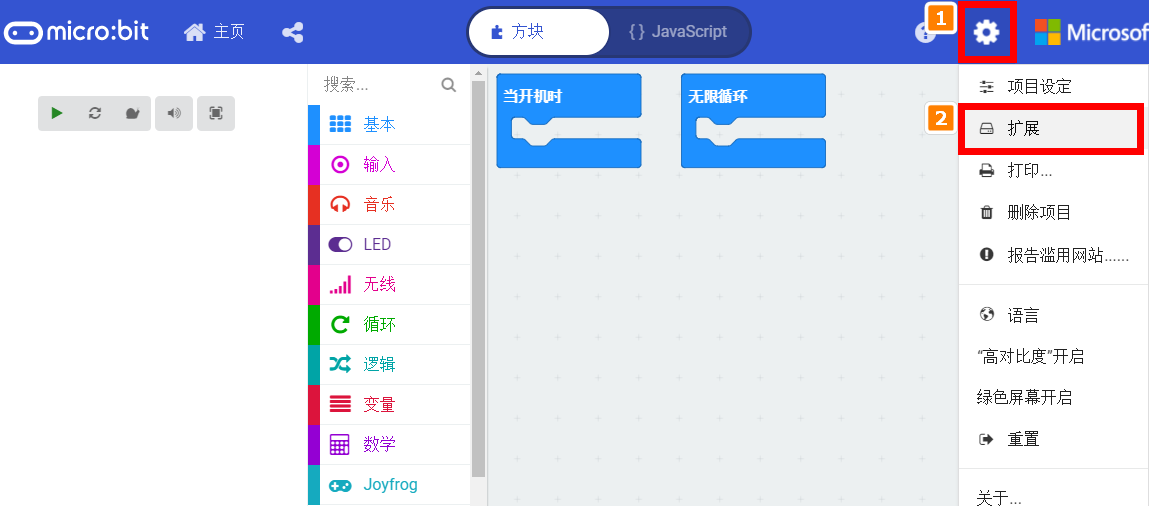 micro:bit
主页
方块
{ } JavaScript
1
Microsof
搜索...
基本
输入
音乐
LED
无线
循环
逻辑
变量
数学
Joyfrog
当开机时
无限循环
项目设定
2
扩展
打印...
删除项目
报告滥用网站......
语言
“高对比度”开启
绿色屏幕开启
重置
关于...